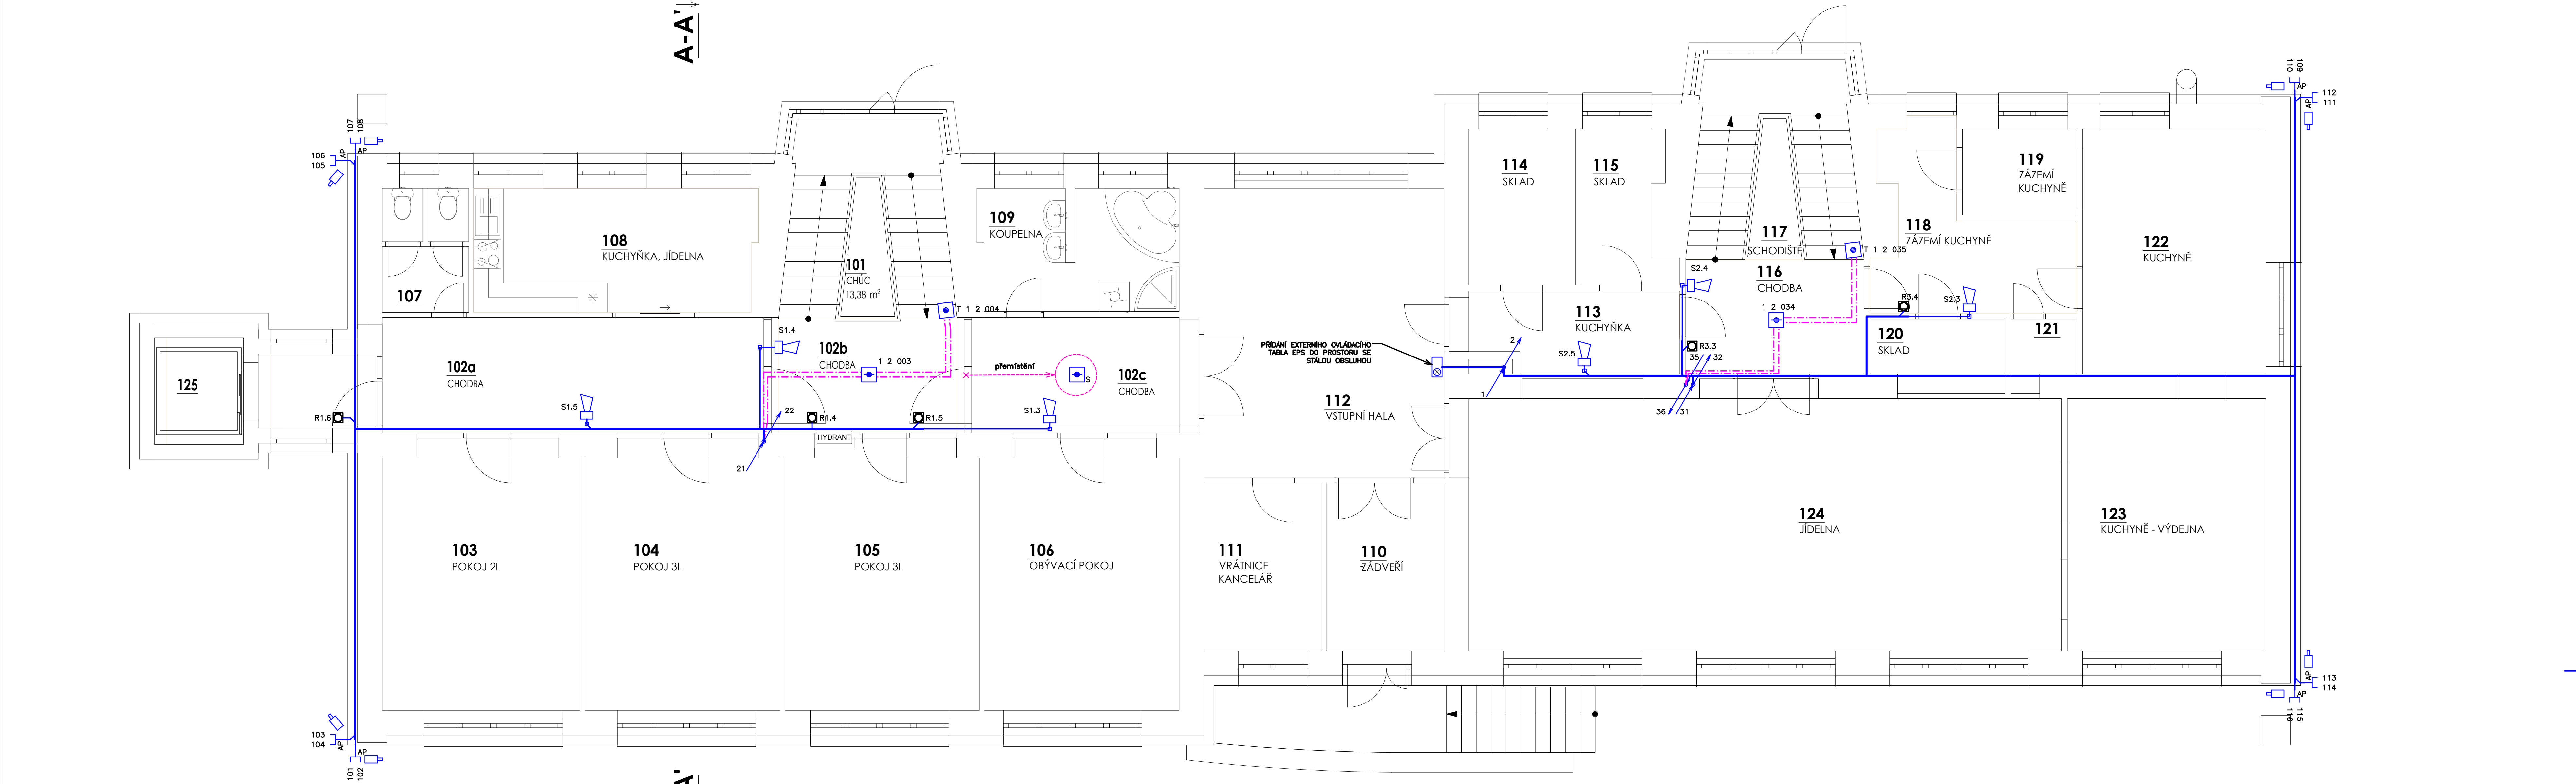 A-A'
107
108
106
105
AP
AP
108
KUCHYŇKA, JÍDELNA
107
101
CHÚC
13,38 m²
T 1 2 004
109
KOUPELNA
114
SKLAD
115
SKLAD
117
SCHODIŠTĚ
116
CHODBA
T 1 2 035
1 2 034
118
ZÁZEMÍ KUCHYNĚ
119
ZÁZEMÍ
KUCHYNĚ
122
KUCHYNĚ
110
109
AP
112
111
AP
S2.4
R3.4
S2.3
113
KUCHYŇKA
120
SKLAD
121
R3.3
S2.5
35
32
36
31
2
1
PŘIDÁNÍ EXTERNÍHO OVLÁDACÍHO
TABLA EPS DO PROSTORU SE
STÁLOU OBSLUHOU
125
102a
CHODBA
S1.4
102b
CHODBA
1 2 003
přemístění
S
102c
CHODBA
R1.6
S1.5
22
R1.4
R1.5
S1.3
HYDRANT
21
112
VSTUPNÍ HALA
103
POKOJ 2L
104
POKOJ 3L
105
POKOJ 3L
106
OBÝVACÍ POKOJ
111
VRÁTNICE
KANCELÁŘ
110
ZÁDVEŘÍ
124
JÍDELNA
123
KUCHYNĚ - VÝDEJNA
103
104
AP
AP
101
102
AP
113
114
AP
116
115
A-A'